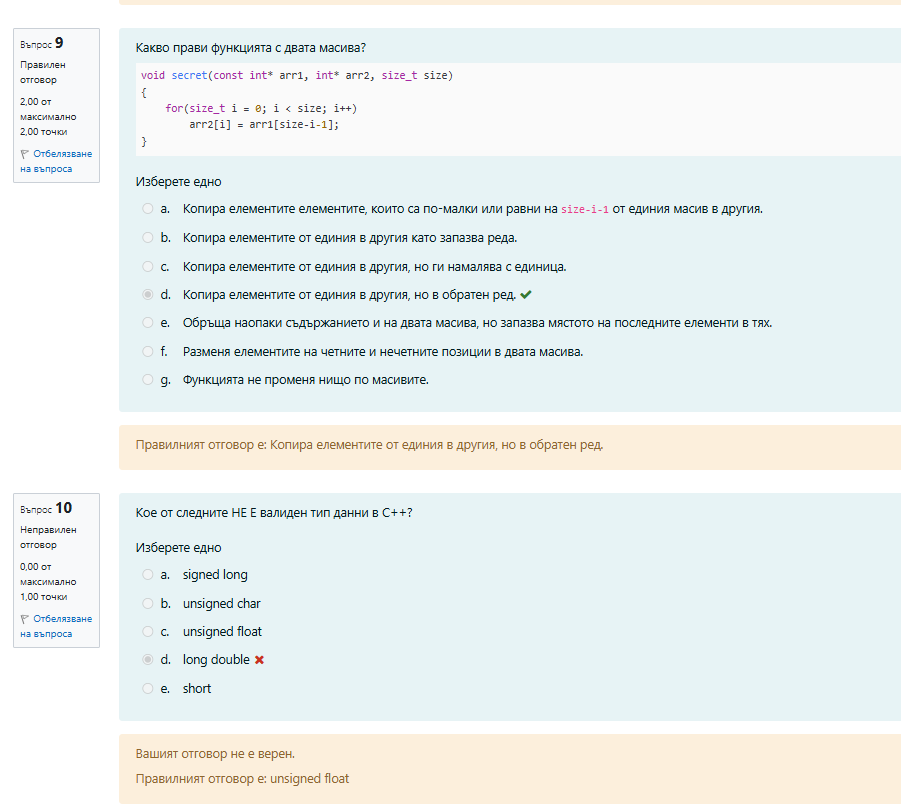 Въпрос 9
Правилен
отговор
2,00 от
максимално
2,00 точки
Отбелязване
на въпроса
Какво прави функцията с двата масива?
void secret(const int* arr1, int* arr2, size_t size)
{
for(size_t i = 0; i < size; i++)
arr2[i] = arr1[size-i-1];
}
Изберете едно
a. Копира елементите елементите, които са по-малки или равни на size-i-1 от единия масив в другия.
b. Копира елементите от единия в другия като запазва реда.
c. Копира елементите от единия в другия, но ги намалява с единица.
d. Копира елементите от единия в другия, но в обратен ред.
e. Обръща наопаки съдържанието и на двата масива, но запазва мястото на последните елементи в тях.
f. Разменя елементите на четните и нечетните позиции в двата масива.
g. Функцията не променя нищо по масивите.
Правилният отговор е: Копира елементите от единия в другия, но в обратен ред.
Въпрос 10
Неправилен
отговор
0,00 от
максимално
1,00 точки
Отбелязване
на въпроса
Кое от следните НЕ Е валиден тип данни в C++?
Изберете едно
a. signed long
b. unsigned char
c. unsigned float
d. long double
e. short
Вашият отговор не е верен.
Правилният отговор е: unsigned float